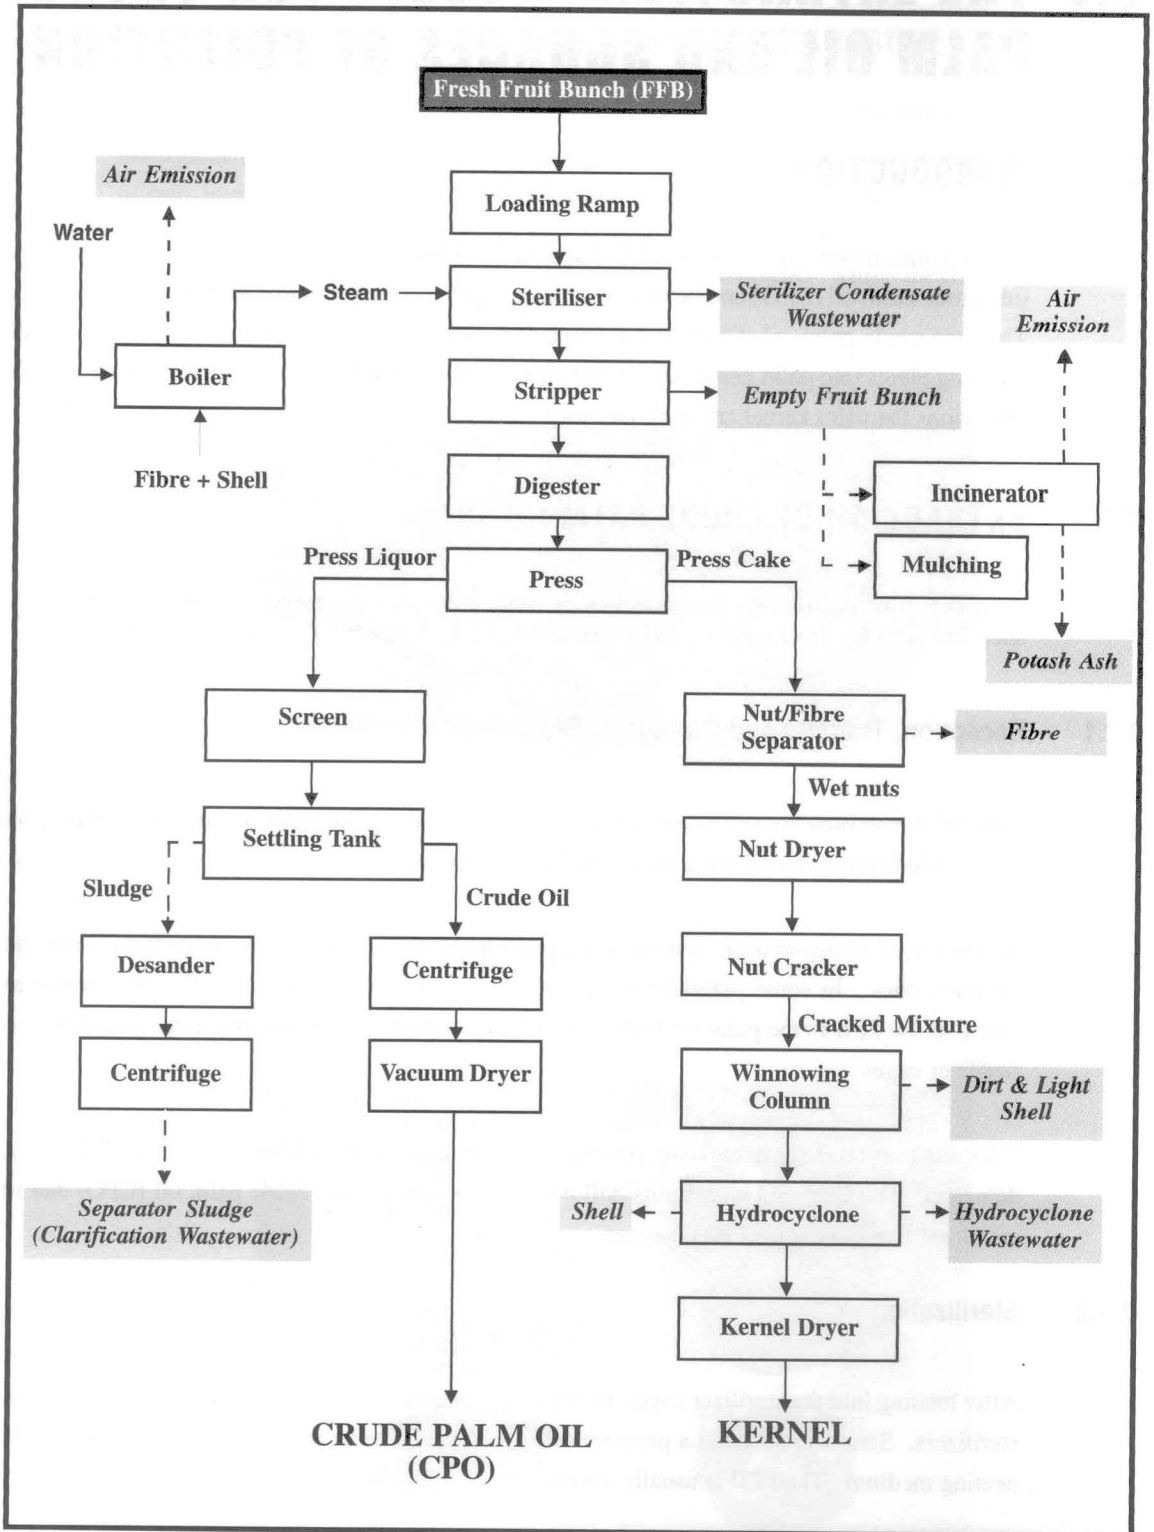 Fresh Fruit Bunch (FFB)
Air Emission
Loading Ramp
Water
Steam
Steriliser
Sterilizer Condensate
Wastewater
Air
Emission
Boiler
Stripper
Empty Fruit Bunch
Fibre + Shell
Digester
Incinerator
Press Liquor
Press
Press Cake
Mulching
Potash Ash
Screen
Nut/Fibre
Separator
Fibre
Wet nuts
Settling Tank
Nut Dryer
Sludge
Crude Oil
Desander
Centrifuge
Nut Cracker
Cracked Mixture
Centrifuge
Vacuum Dryer
Winnowing
Column
Dirt & Light
Shell
Separator Sludge
(Clarification Wastewater)
Shell
Hydrocyclone
Hydrocyclone
Wastewater
Kernel Dryer
CRUDE PALM OIL
(CPO)
KERNEL